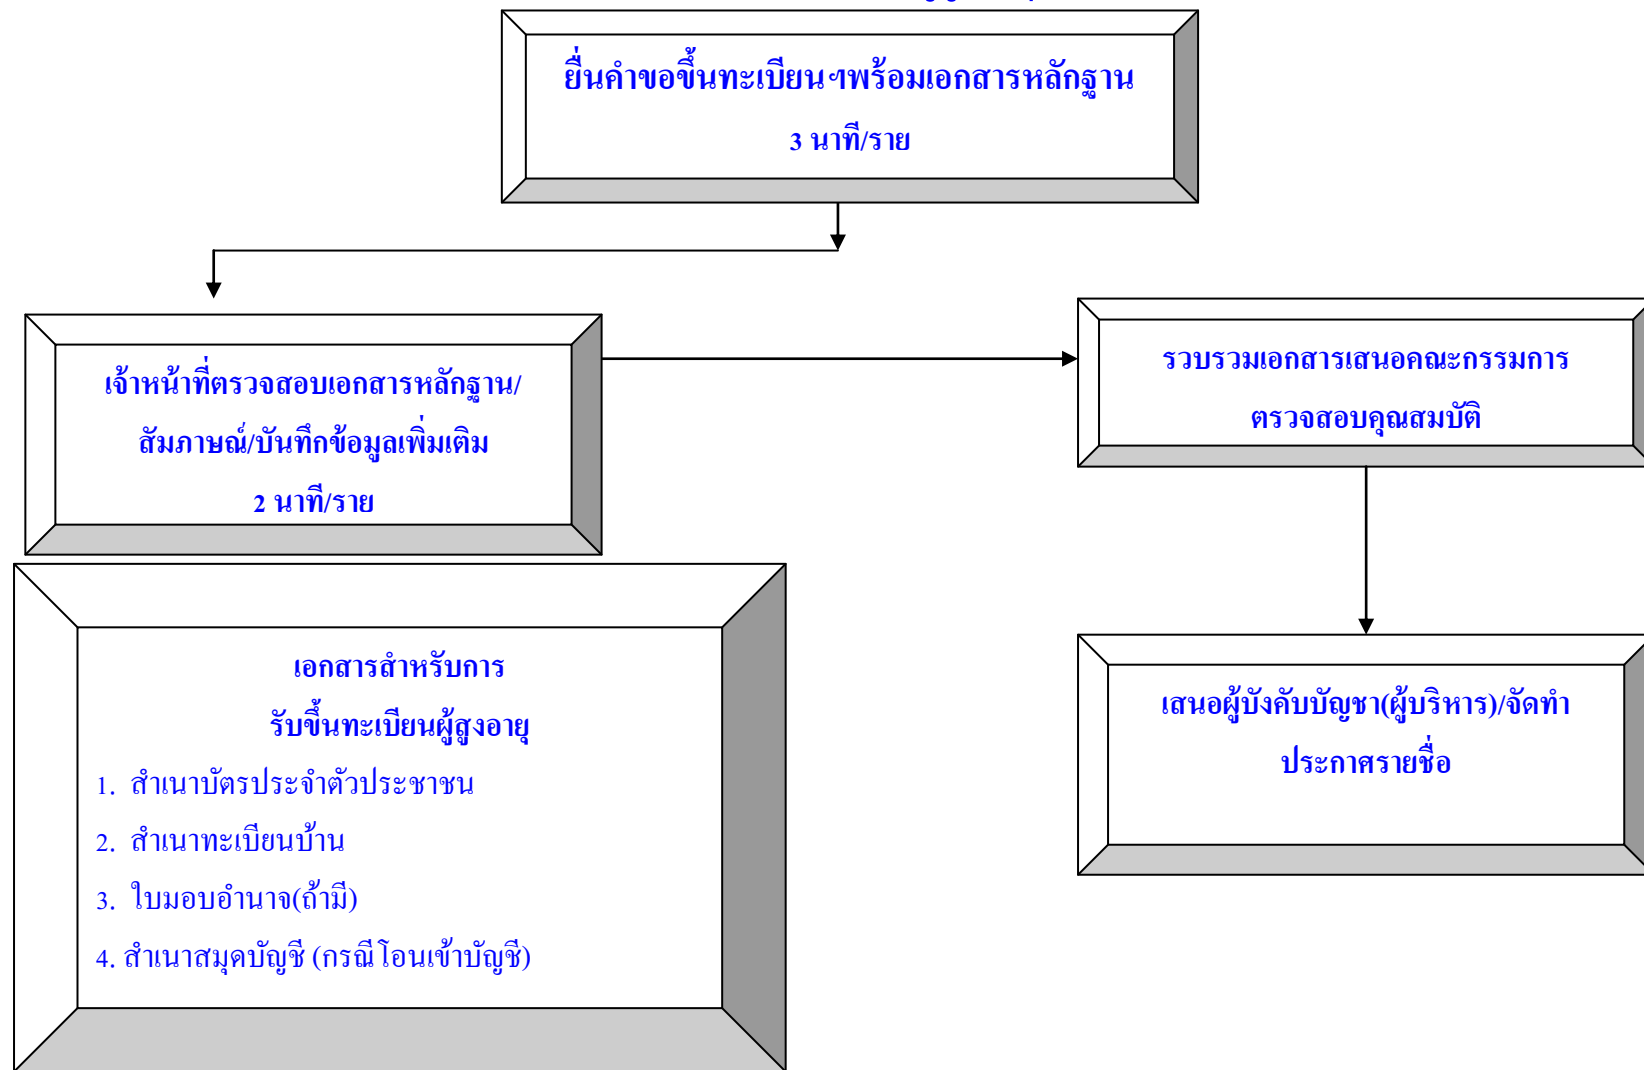 ยื่นคำขอขึ้นทะเบียนฯพร้อมเอกสารหลักฐาน
3 นาที/ราย
เจ้าหน้าที่ตรวจสอบเอกสารหลักฐาน/
สัมภาษณ์/บันทึกข้อมูลเพิ่มเติม
2 นาที/ราย
รวบรวมเอกสารเสนอคณะกรรมการ
ตรวจสอบคุณสมบัติ
เสนอผู้บังคับบัญชา(ผู้บริหาร)/จัดทำ
ประกาศรายชื่อ
เอกสารสำหรับการ
รับขึ้นทะเบียนผู้สูงอายุ
1. สำเนาบัตรประจำตัวประชาชน
2. สำเนาทะเบียนบ้าน
3. ใบมอบอำนาจ(ถ้ามี)
4. สำเนาสมุดบัญชี (กรณีโอนเข้าบัญชี)